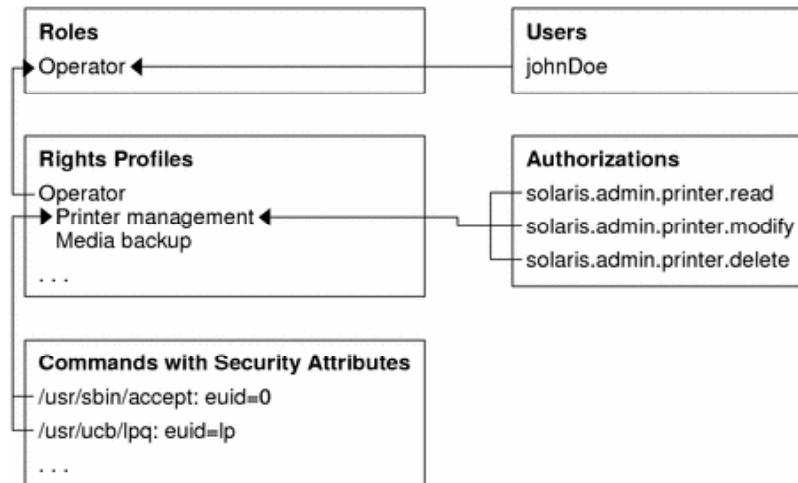 Roles
Operator
Users
johnDoe
Rights Profiles
Operator
Printer management
Media backup
. . .
Authorizations
solaris.admin.printer.read
solaris.admin.printer.modify
solaris.admin.printer.delete
Commands with Security Attributes
/usr/sbin/accept: euid=0
/usr/ucb/lpq: euid=lp
. . .